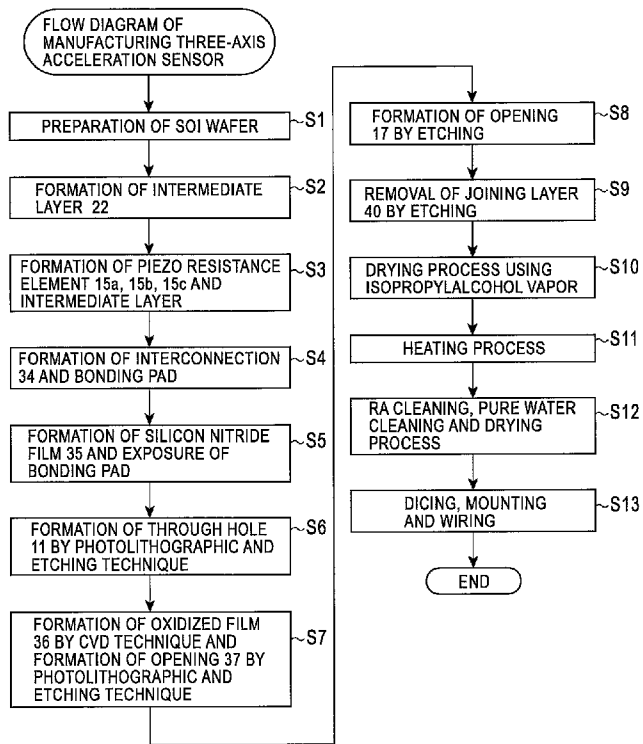 FLOW DIAGRAM OF
MANUFACTURING THREE-AXIS
ACCELERATION SENSOR
PREPARATION OF SOI WAFER
S1
FORMATION OF INTERMEDIATE
LAYER 22
S2
FORMATION OF PIEZO RESISTANCE
ELEMENT 15a, 15b, 15c AND
INTERMEDIATE LAYER
S3
FORMATION OF INTERCONNECTION
34 AND BONDING PAD
S4
FORMATION OF SILICON NITRIDE
FILM 35 AND EXPOSURE OF
BONDING PAD
S5
FORMATION OF THROUGH HOLE
11 BY PHOTOLITHOGRAPHIC AND
ETCHING TECHNIQUE
S6
FORMATION OF OXIDIZED FILM
36 BY CVD TECHNIQUE AND
FORMATION OF OPENING 37 BY
PHOTOLITHOGRAPHIC AND
ETCHING TECHNIQUE
S7
FORMATION OF OPENING
17 BY ETCHING
S8
REMOVAL OF JOINING LAYER
40 BY ETCHING
S9
DRYING PROCESS USING
ISOPROPYLALCOHOL VAPOR
S10
HEATING PROCESS
S11
RA CLEANING, PURE WATER
CLEANING AND DRYING
PROCESS
S12
DICING, MOUNTING
AND WIRING
S13
END